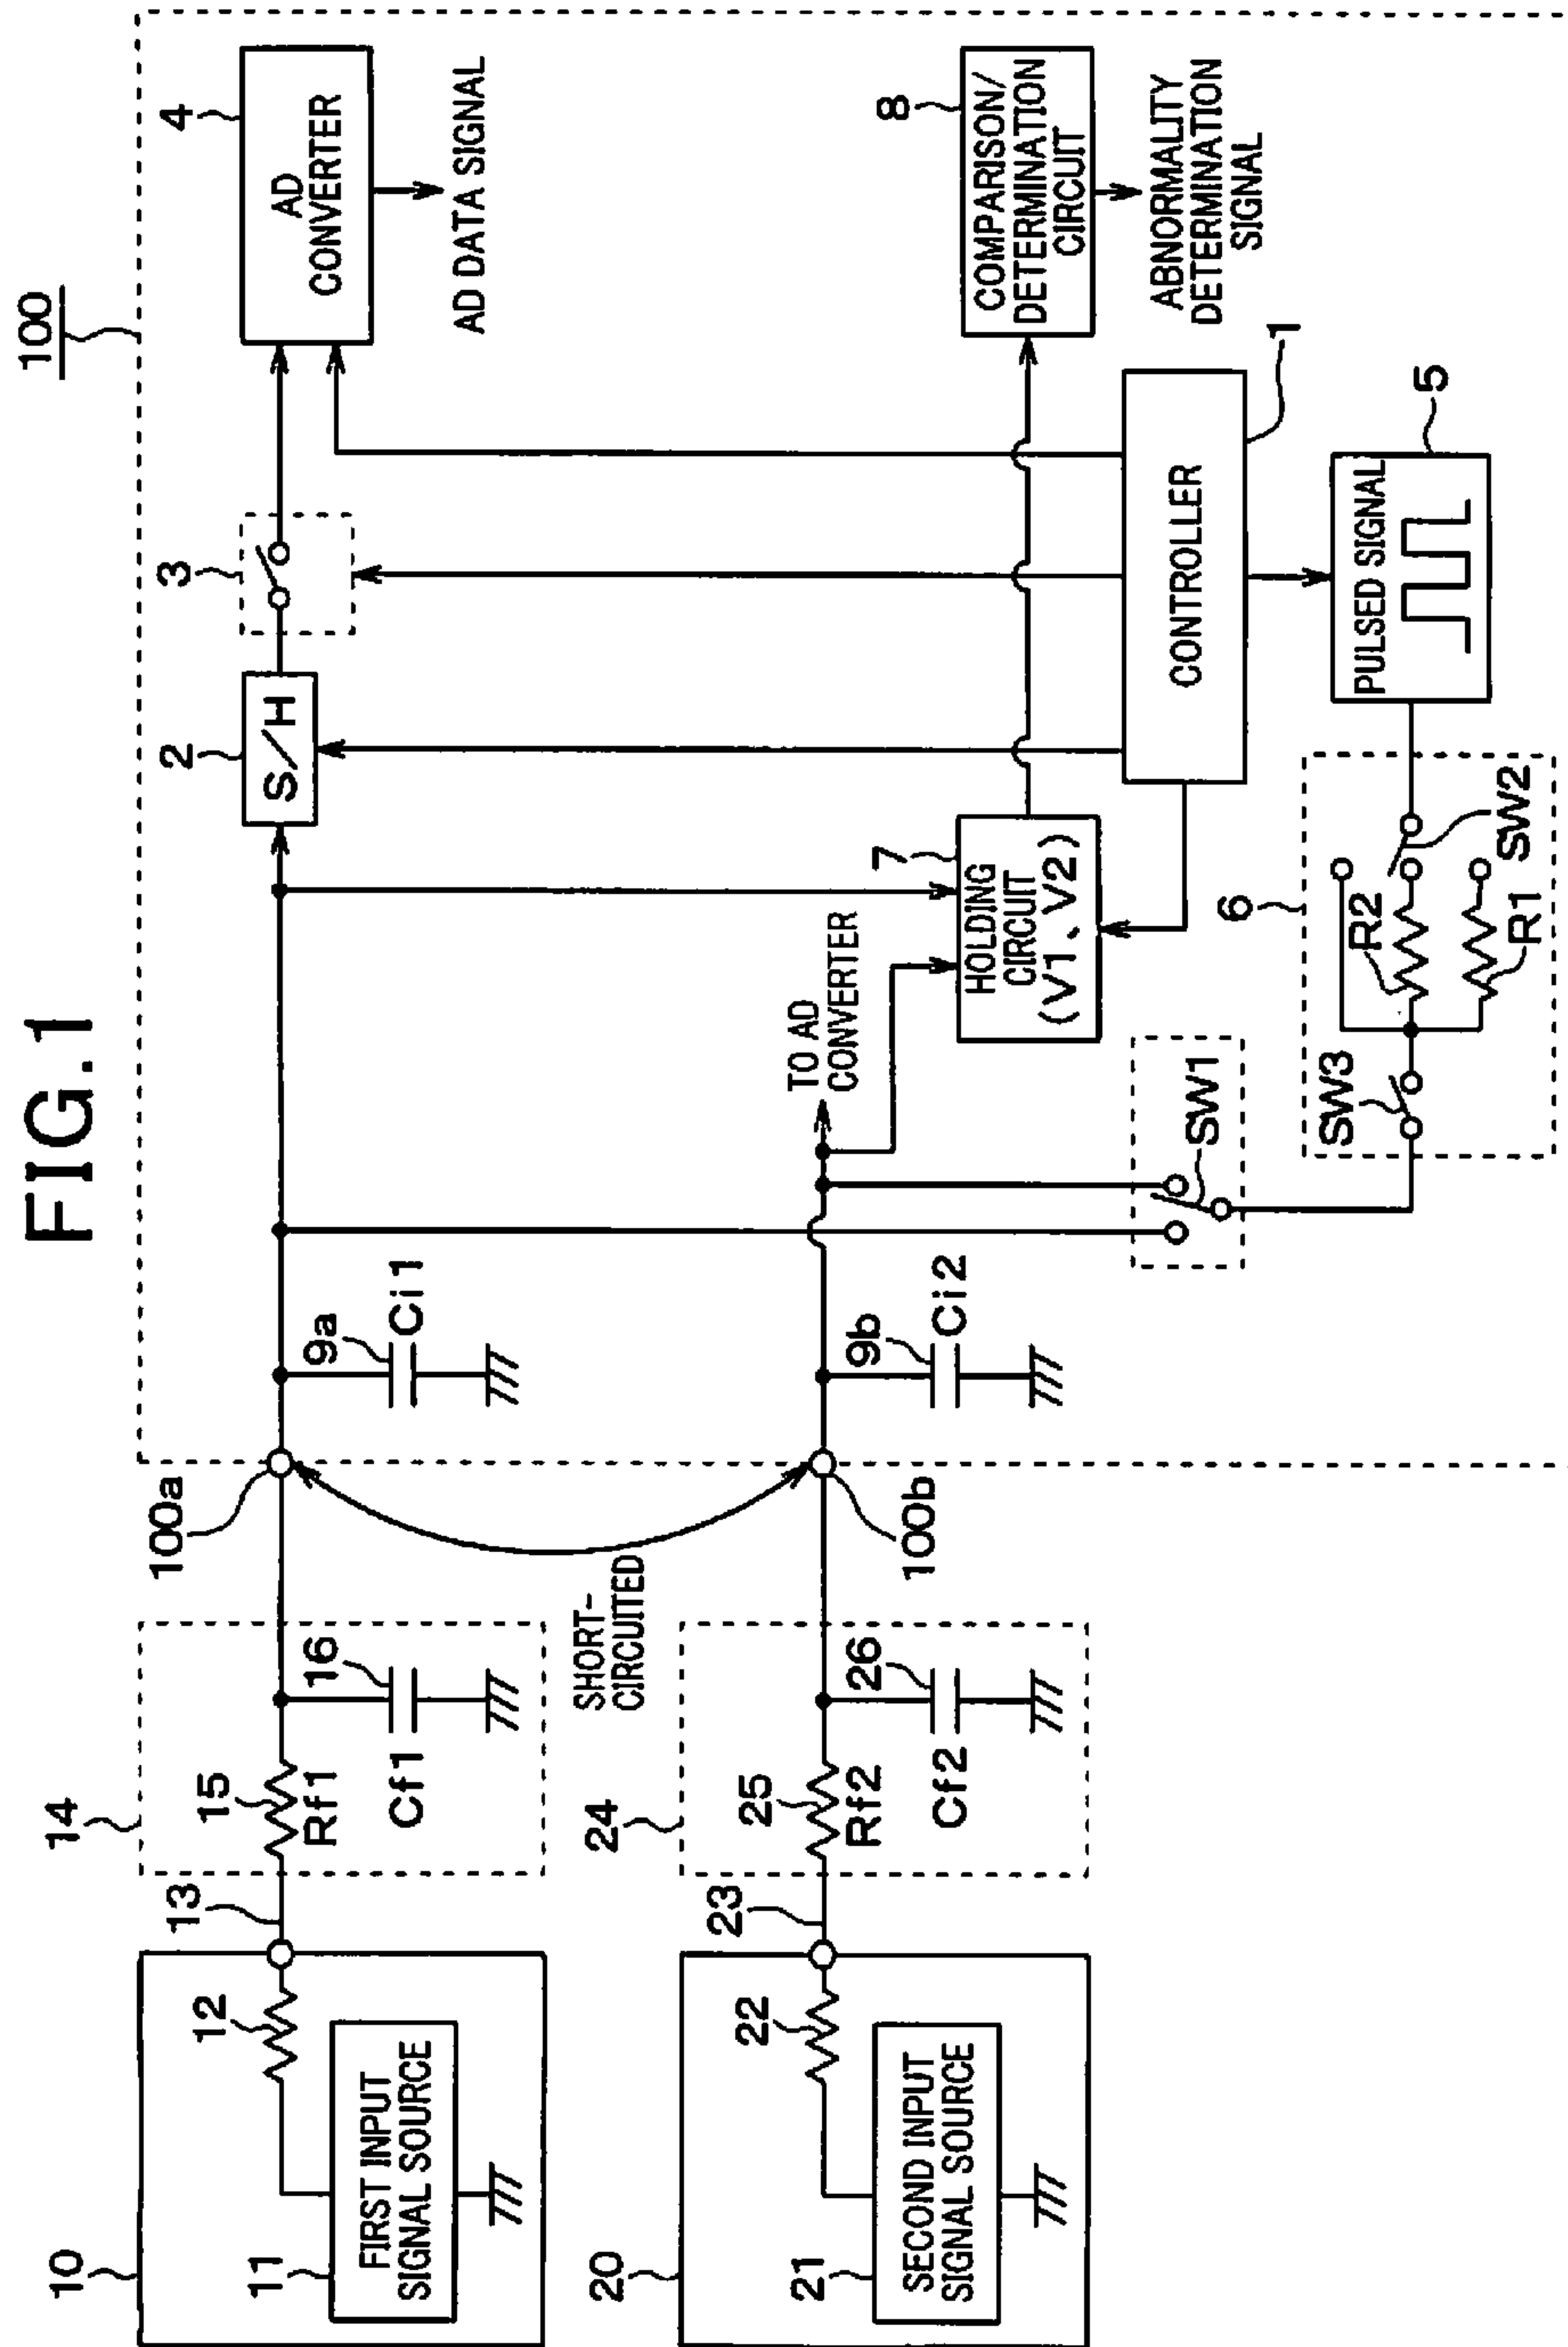 FIG.1
100
10
11
FIRST INPUT
SIGNAL SOURCE
12
13
14
15
Rf1
16
Cf1
100a
9a
Ci1
2
S/H
3
4
AD
CONVERTER
AD DATA SIGNAL
SHORT-
CIRCUITED
20
21
SECOND INPUT
SIGNAL SOURCE
22
23
24
25
Rf2
26
Cf2
100b
9b
Ci2
TO AD
CONVERTER
7
HOLDING
CIRCUIT
(V1、V2)
8
COMPARISON/
DETERMINATION
CIRCUIT
ABNORMALITY
DETERMINATION
SIGNAL
CONTROLLER
1
SW1
6
SW3
R2
R1
SW2
PULSED SIGNAL
5